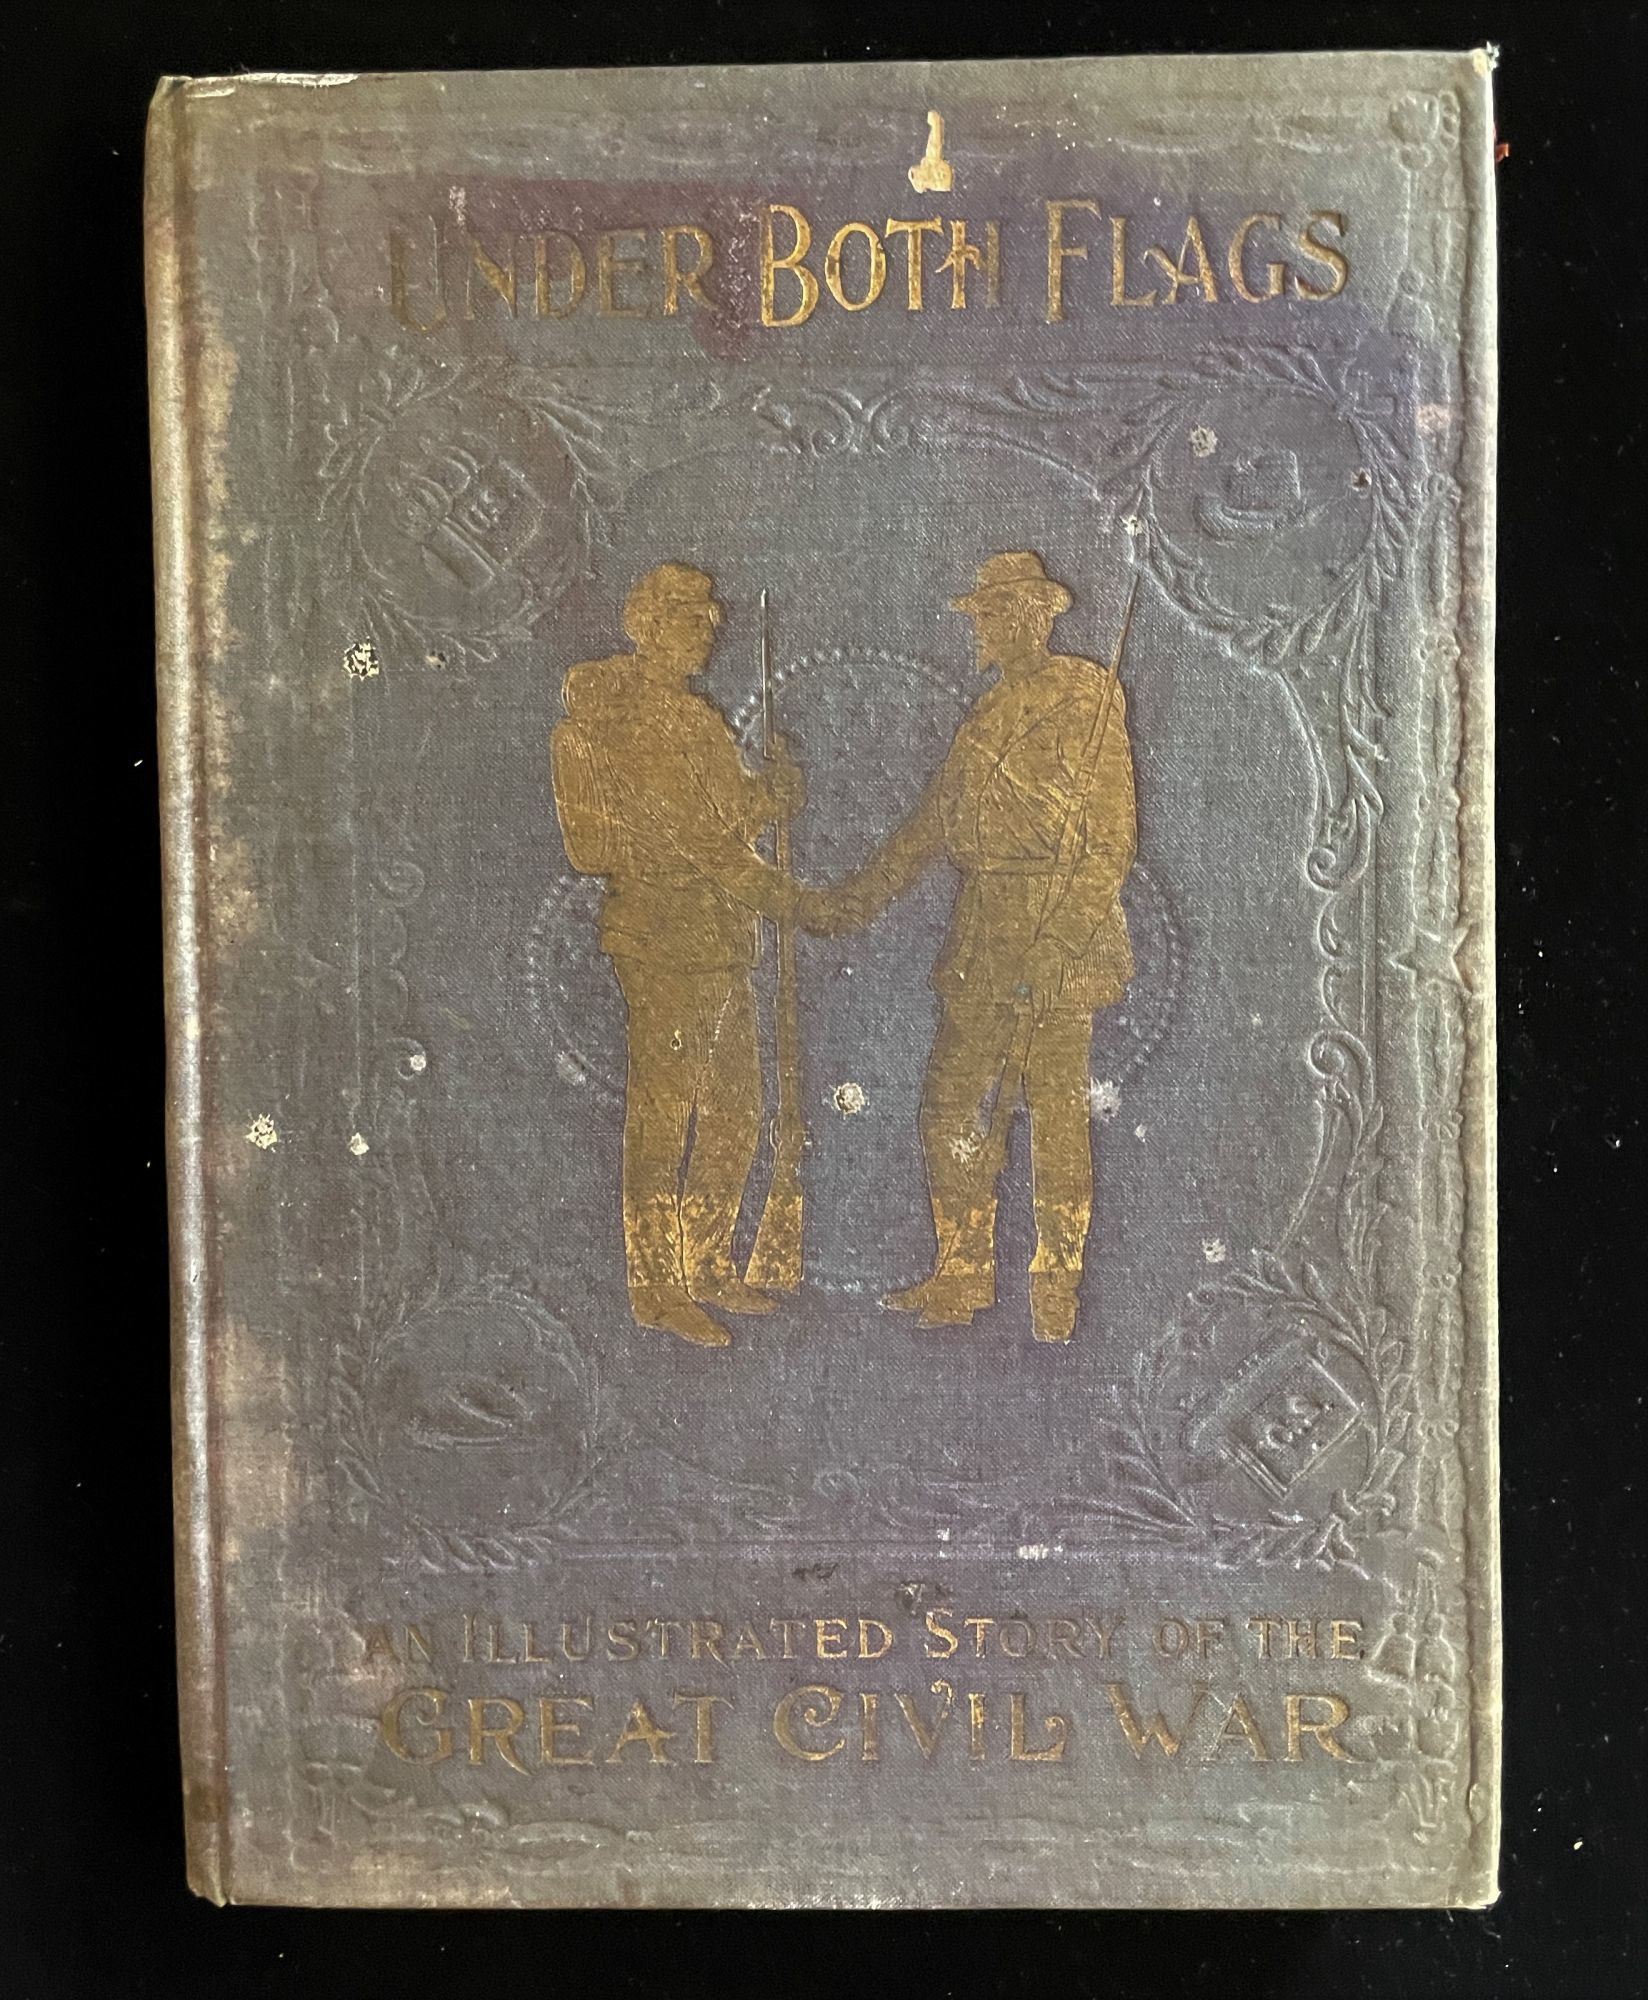 UNDER BOTH FLAGS
U.S.
C.S.
AN ILLUSTRATED STORY OF THE
GREAT CIVIL WAR